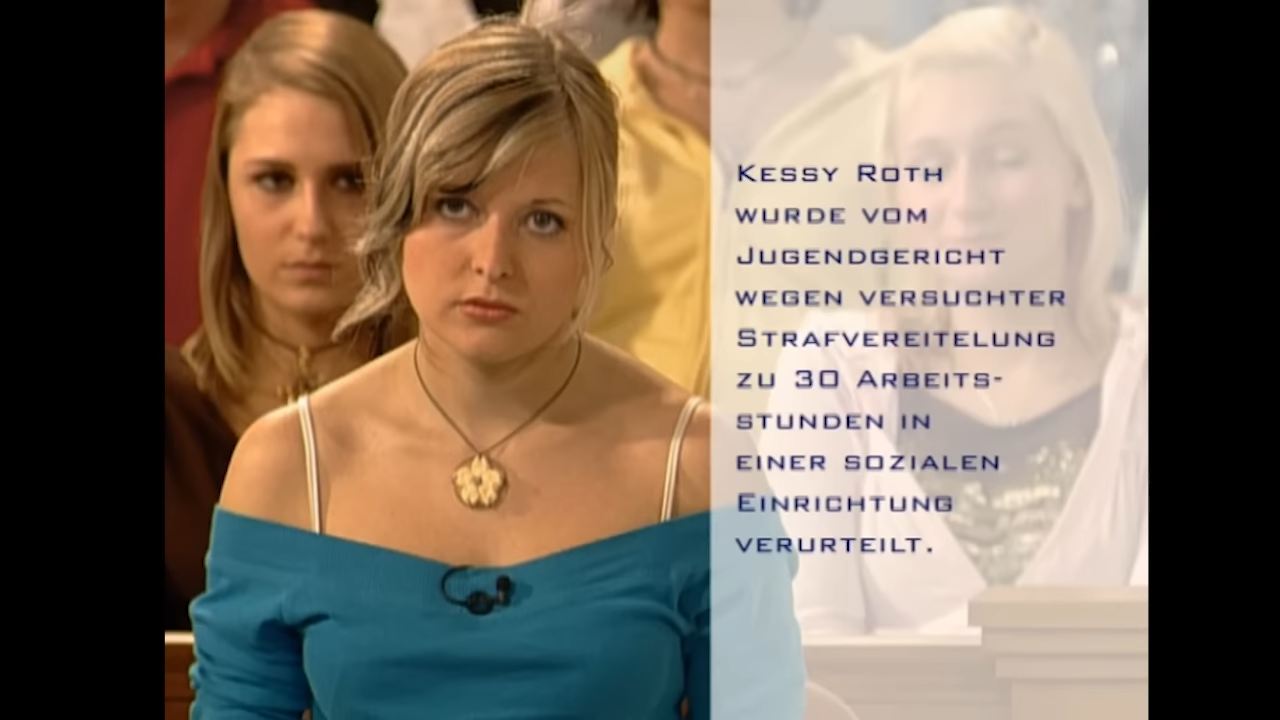 Kessy Roth
wurde vom
Jugendgericht
wegen versuchter
Strafvereitelung
zu 30 Arbeits-
stunden in
einer sozialen
Einrichtung
verurteilt.